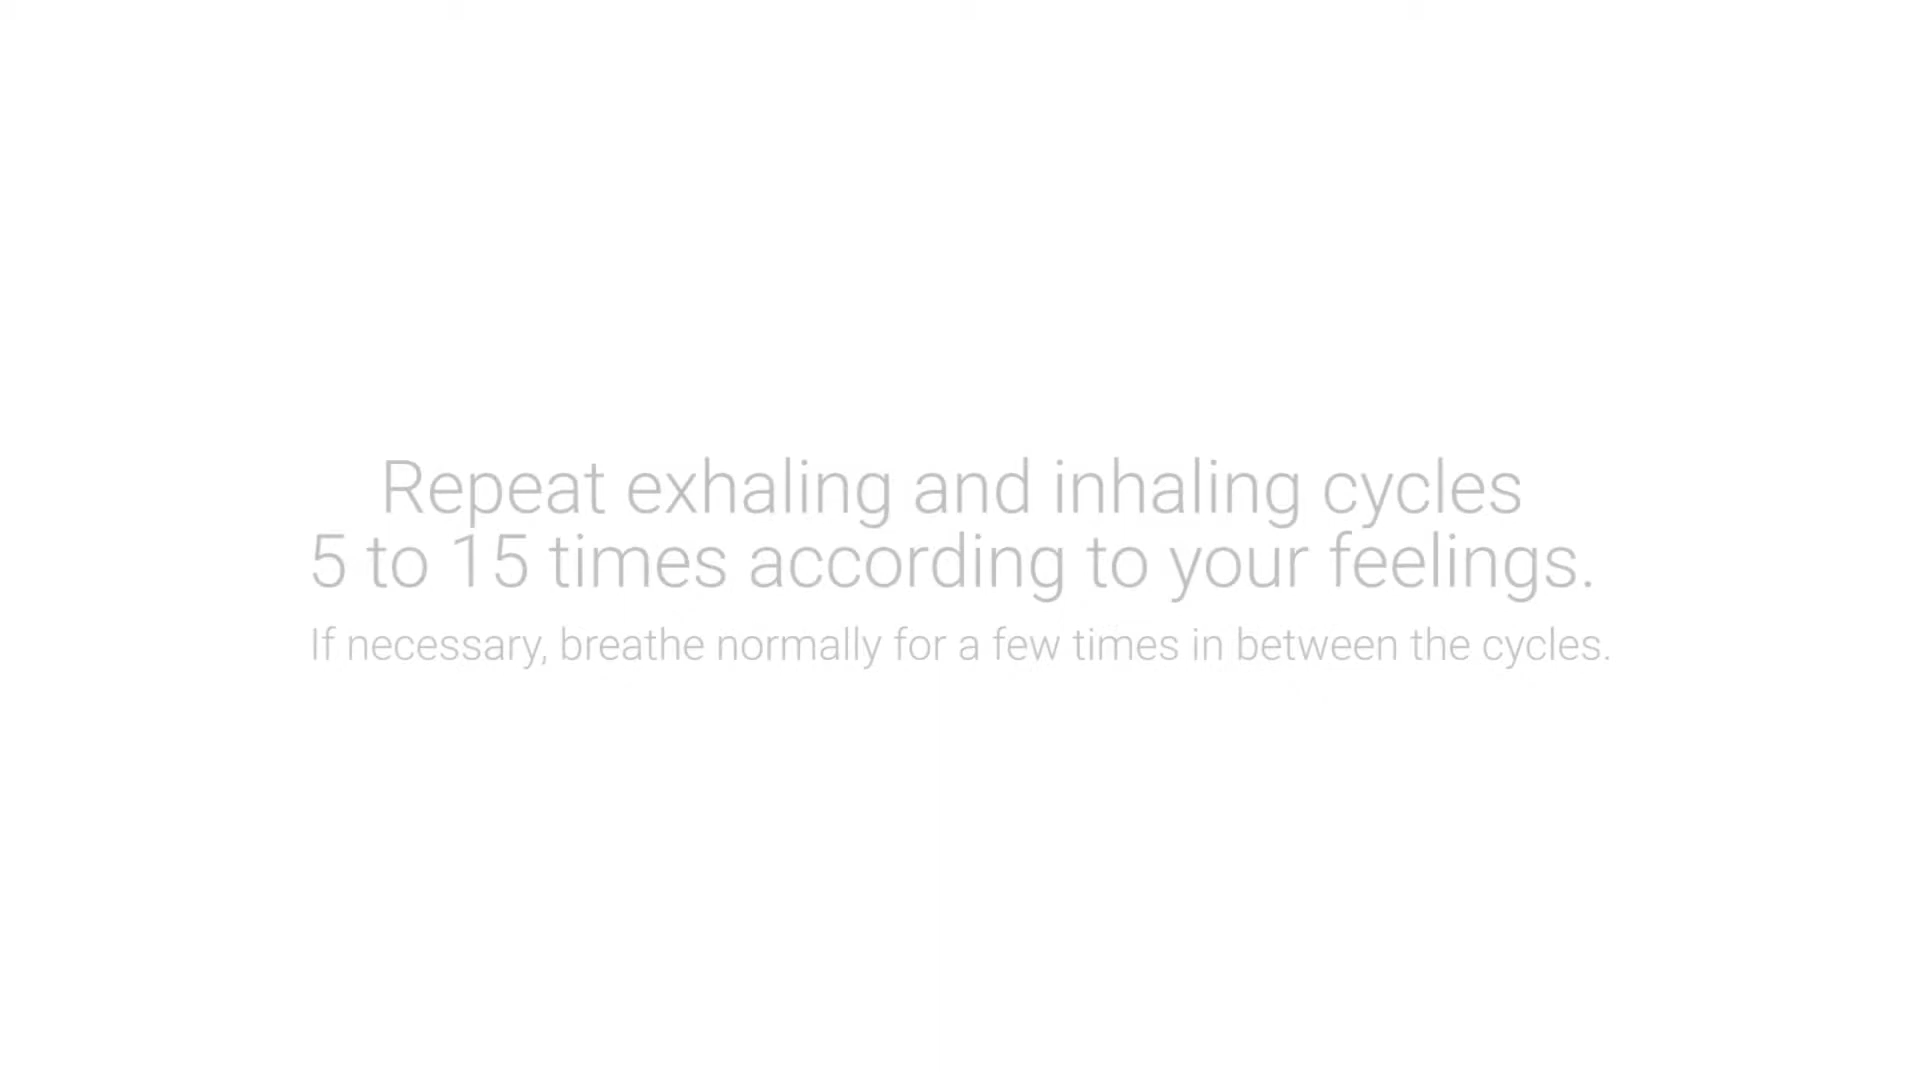 Repeat exhaling and inhaling cycles
5 to 15 times according to your feelings.
If necessary, breathe normally for a few times in between the cycles.